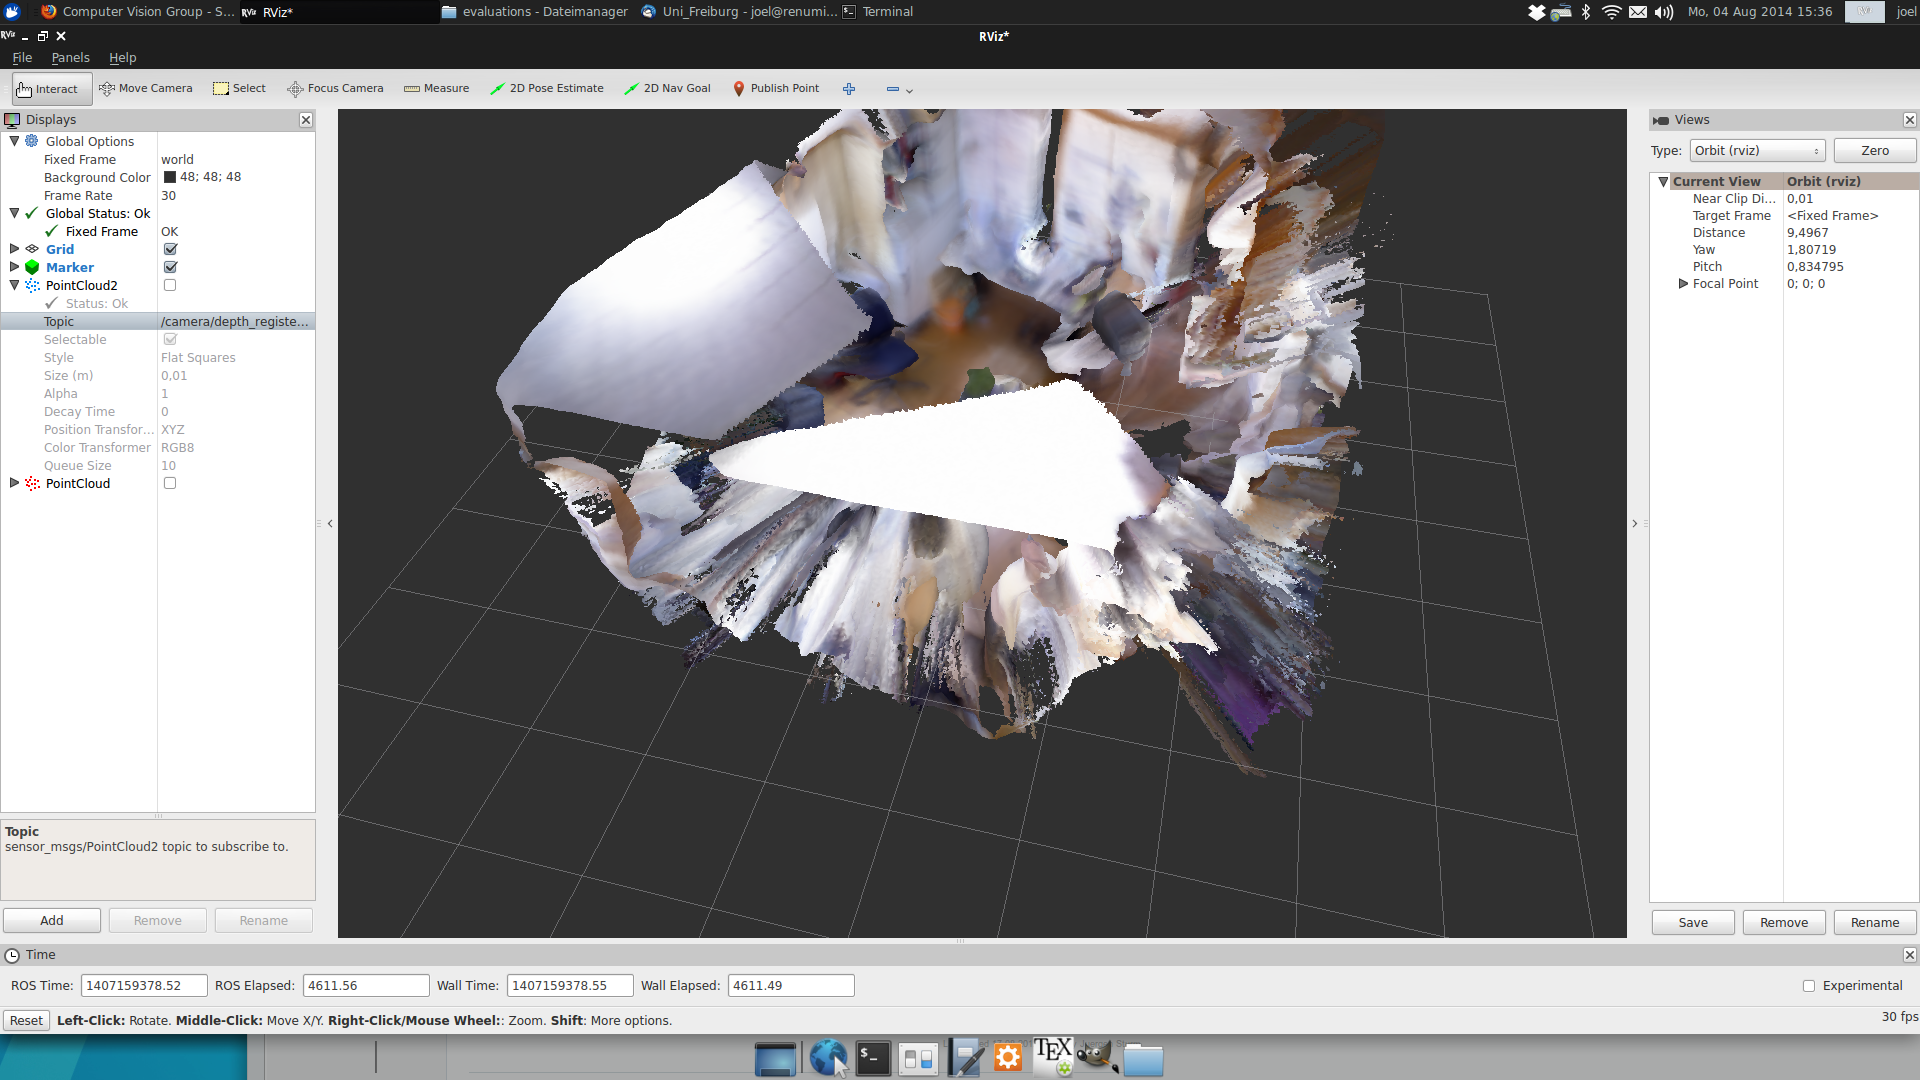 Computer Vision Group - S...
RViz*
evaluations - Dateimanager
Uni_Freiburg - joel@renumi...
Terminal
Mo, 04 Aug 2014 15:36
joel
RViz*
File Panels Help
Interact Move Camera Select Focus Camera Measure 2D Pose Estimate 2D Nav Goal Publish Point
Displays
Global Options
Fixed Frame world
Background Color 48; 48; 48
Frame Rate 30
Global Status: Ok
Fixed Frame OK
Grid
Marker
PointCloud2
Status: Ok
Topic /camera/depth_registe...
Selectable
Style Flat Squares
Size (m) 0,01
Alpha 1
Decay Time 0
Position Transfor... XYZ
Color Transformer RGB8
Queue Size 10
PointCloud
Topic
sensor_msgs/PointCloud2 topic to subscribe to.
Add Remove Rename
Views
Type: Orbit (rviz) Zero
Current View Orbit (rviz)
Near Clip Di... 0,01
Target Frame <Fixed Frame>
Distance 9,4967
Yaw 1,80719
Pitch 0,834795
Focal Point 0; 0; 0
Save Remove Rename
Time
ROS Time: 1407159378.52 ROS Elapsed: 4611.56 Wall Time: 1407159378.55 Wall Elapsed: 4611.49 Experimental
Reset Left-Click: Rotate. Middle-Click: Move X/Y. Right-Click/Mouse Wheel:: Zoom. Shift: More options. 30 fps
TEX